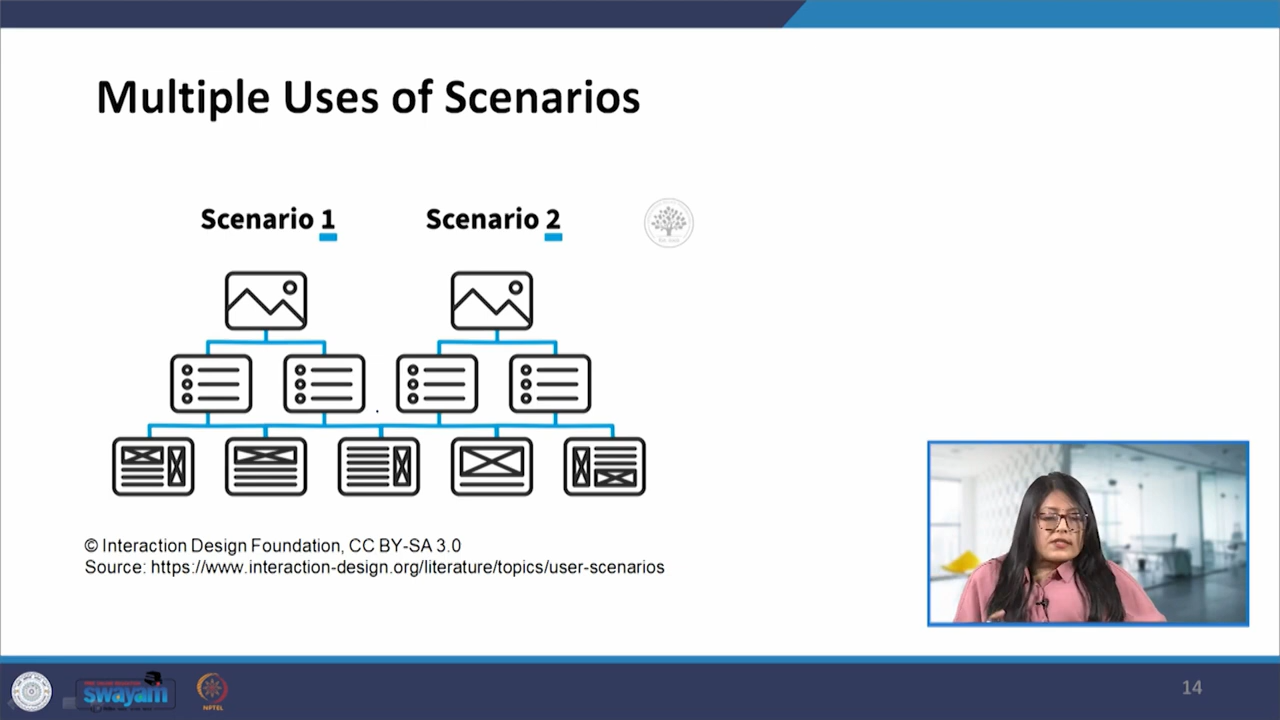 Multiple Uses of Scenarios
Scenario 1
Scenario 2
© Interaction Design Foundation, CC BY-SA 3.0
Source: https://www.interaction-design.org/literature/topics/user-scenarios
swayam
NPTEL
14